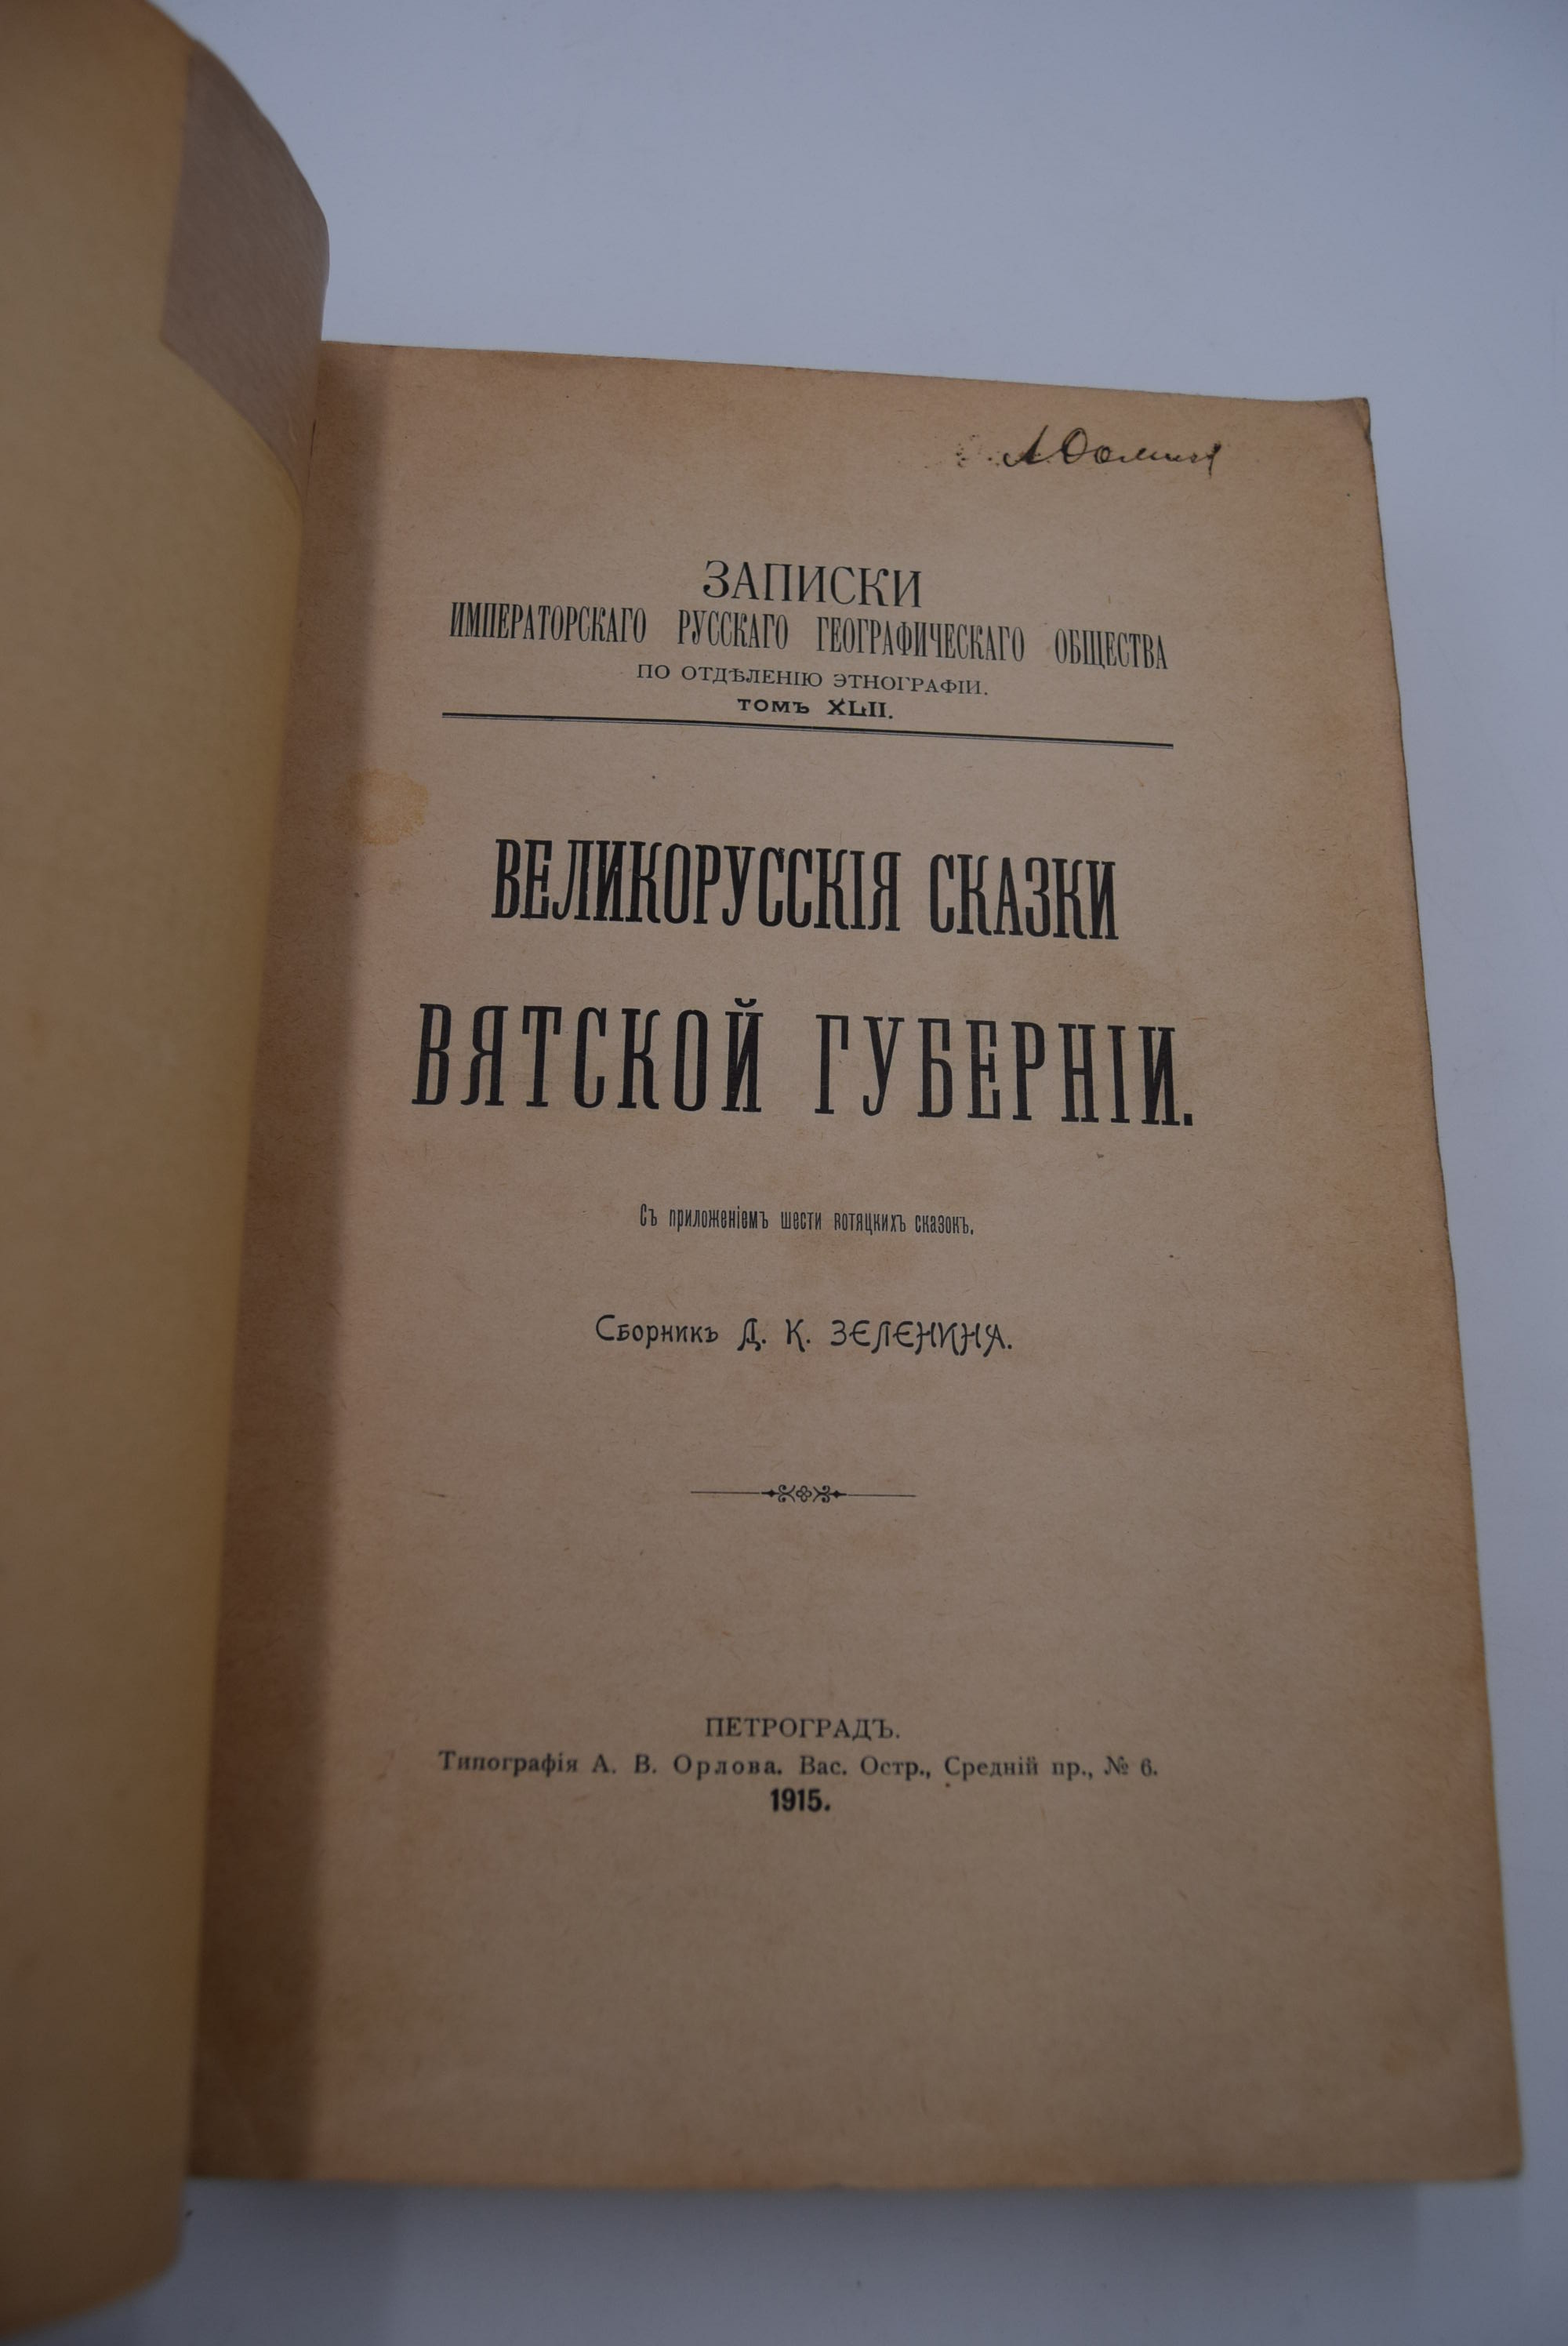 ЗАПИСКИ
ИМПЕРАТОРСКАГО РУССКАГО ГЕОГРАФИЧЕСКАГО ОБЩЕСТВА
ПО ОТДѢЛЕНІЮ ЭТНОГРАФІИ.
ТОМЪ XLII.
ВЕЛИКОРУССКІЯ СКАЗКИ
ВЯТСКОЙ ГУБЕРНІИ.
Съ приложеніемъ шести вотяцкихъ сказокъ.
Сборникъ Д. К. ЗЕЛЕНИНА.
ПЕТРОГРАДЪ.
Типографія А. В. Орлова. Вас. Остр., Средній пр., № 6.
1915.